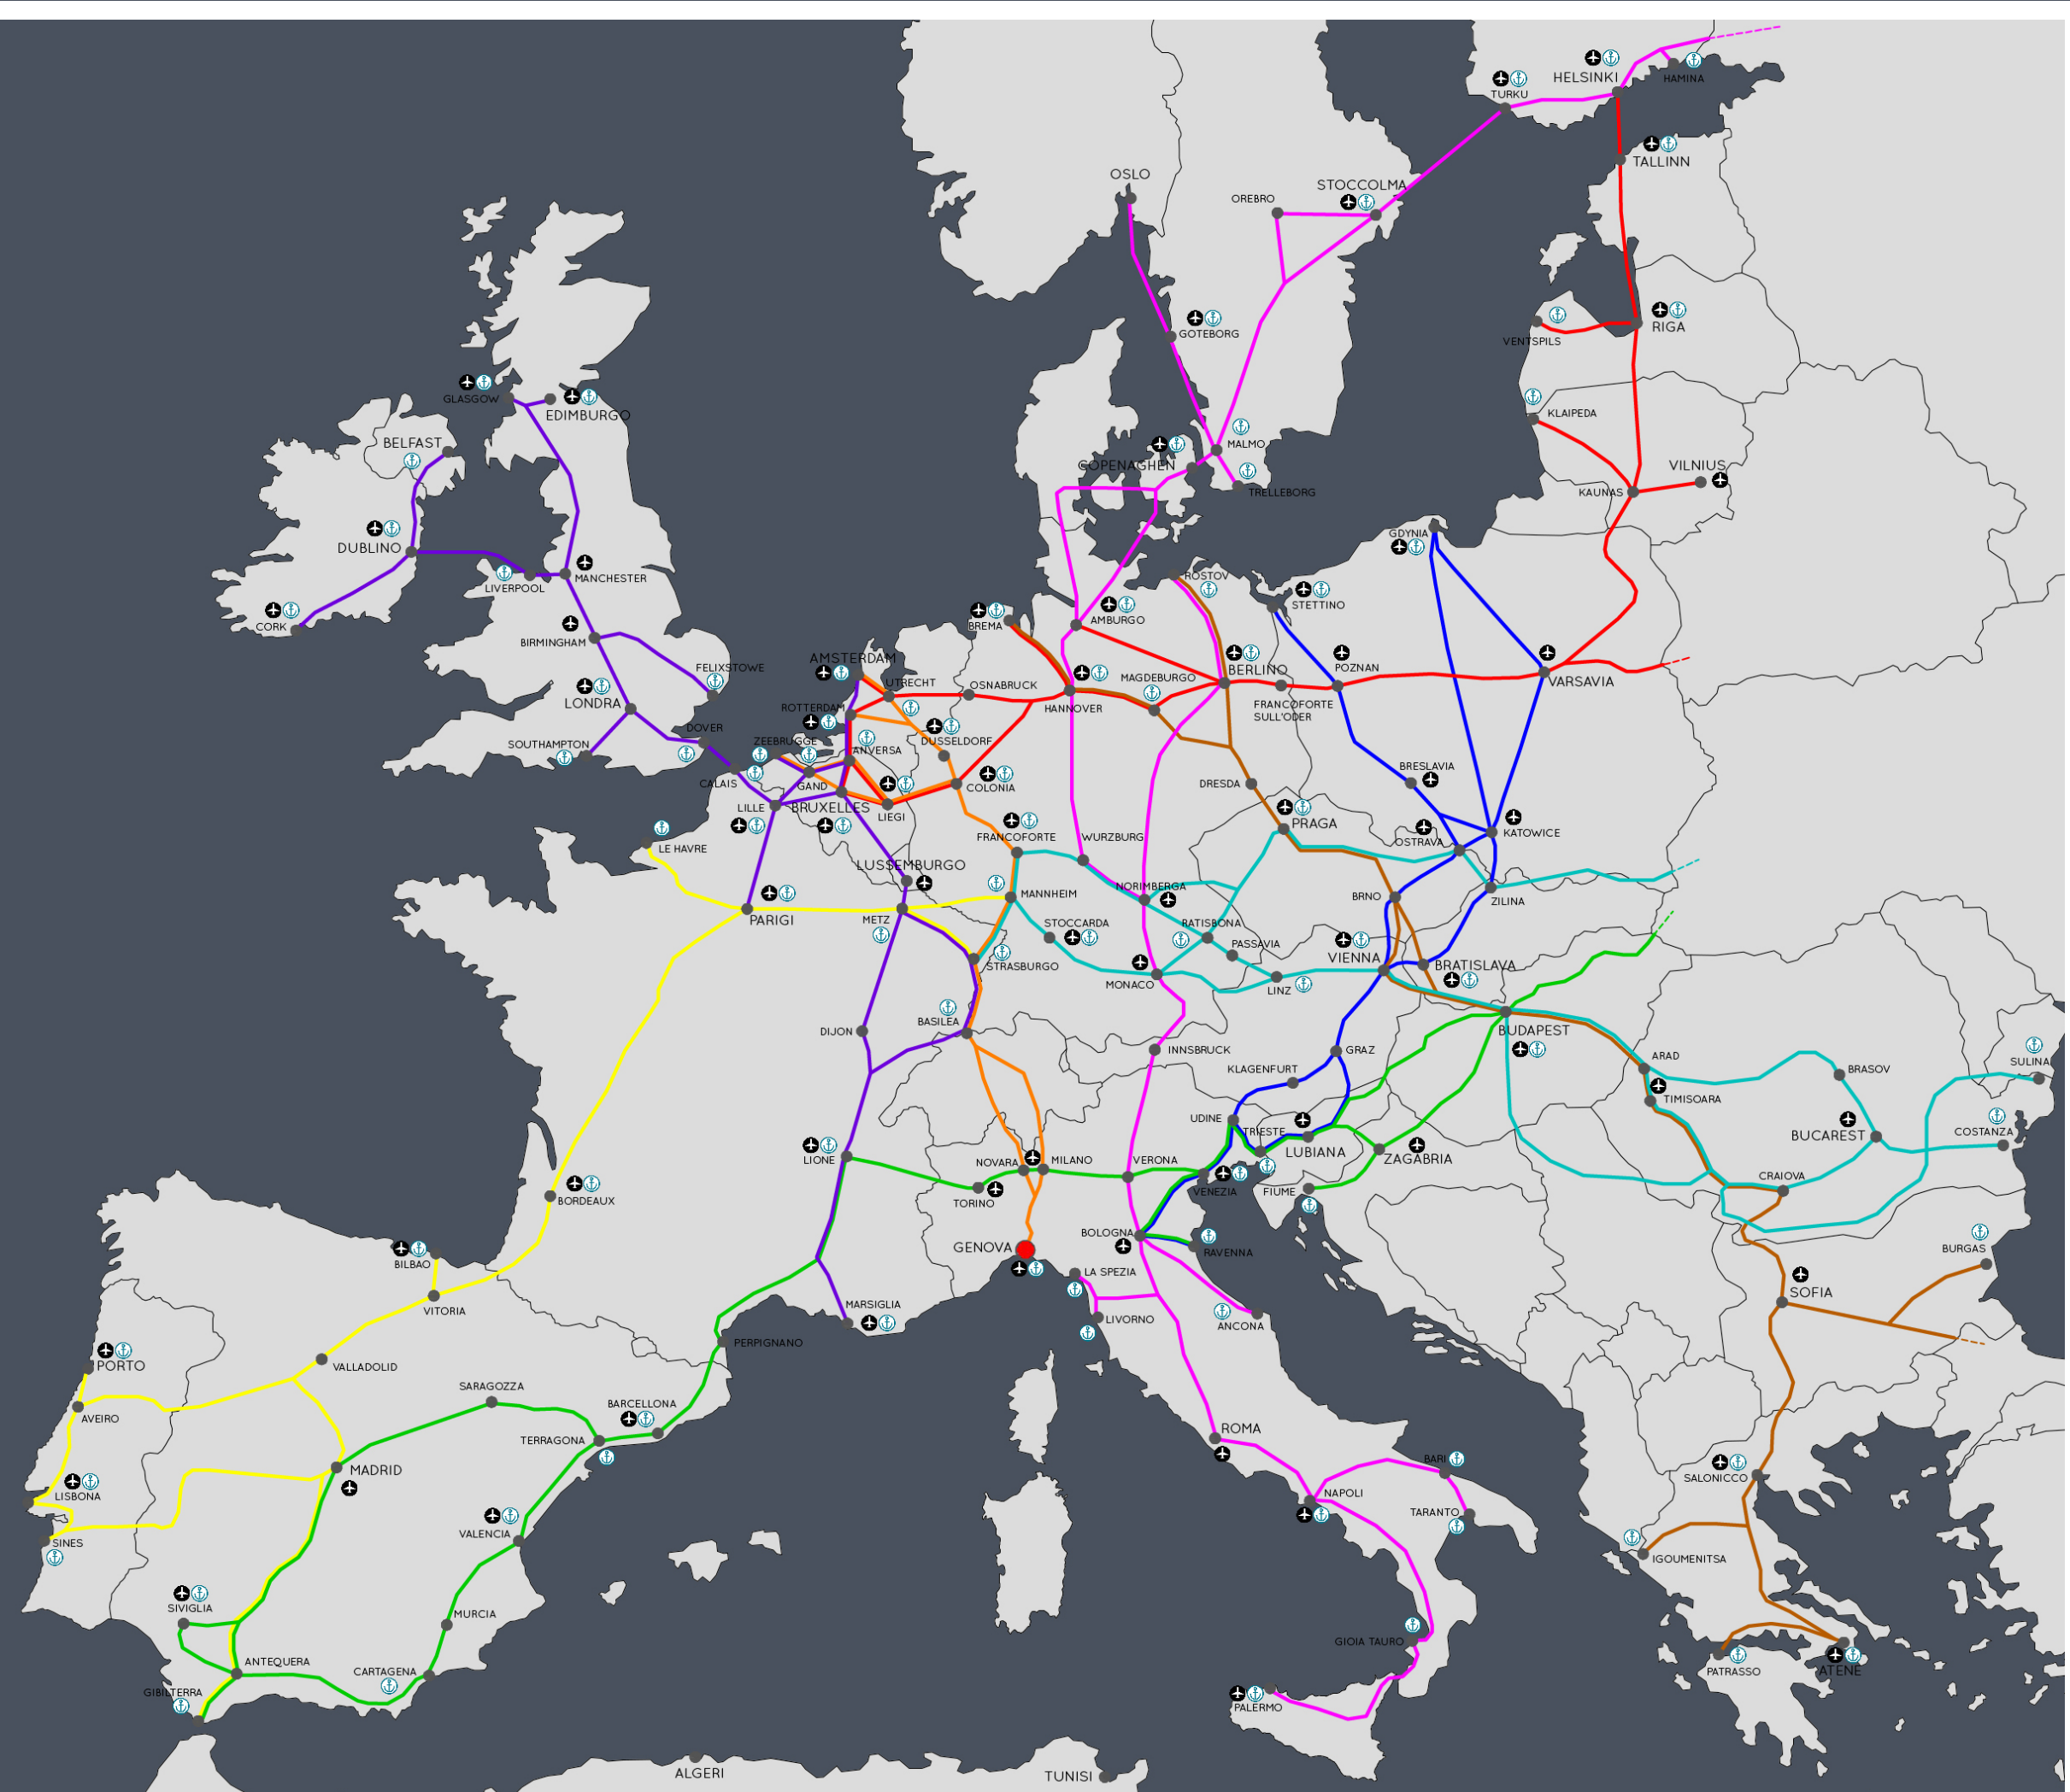 HELSINKI
HAMINA
TURKU
TALLINN
OSLO
STOCCOLMA
OREBRO
GOTEBORG
RIGA
VENTSPILS
GLASGOW
EDIMBURGO
KLAIPEDA
BELFAST
MALMO
COPENAGHEN
VILNIUS
TRELLEBORG
KAUNAS
GDYNIA
DUBLINO
MANCHESTER
LIVERPOOL
ROSTOV
STETTINO
CORK
BREMA
AMBURGO
BIRMINGHAM
AMSTERDAM
FELIXSTOWE
BERLINO
POZNAN
UTRECHT
OSNABRUCK
MAGDEBURGO
VARSAVIA
LONDRA
ROTTERDAM
HANNOVER
FRANCOFORTE
SULL'ODER
DOVER
SOUTHAMPTON
ZEEBRUGGE
DUSSELDORF
ANVERSA
BRESLAVIA
CALAIS
GAND
COLONIA
DRESDA
LILLE
BRUXELLES
LIEGI
PRAGA
KATOWICE
FRANCOFORTE
WURZBURG
OSTRAVA
LE HAVRE
LUSSEMBURGO
NORIMBERGA
MANNHEIM
BRNO
ZILINA
PARIGI
METZ
STOCCARDA
RATISBONA
PASSAVIA
VIENNA
STRASBURGO
BRATISLAVA
MONACO
LINZ
BASILEA
DIJON
BUDAPEST
INNSBRUCK
GRAZ
ARAD
SULINA
KLAGENFURT
BRASOV
TIMISOARA
UDINE
TRIESTE
BUCAREST
COSTANZA
LUBIANA
LIONE
NOVARA
MILANO
VERONA
ZAGABRIA
CRAIOVA
TORINO
VENEZIA
FIUME
BORDEAUX
BOLOGNA
GENOVA
RAVENNA
BURGAS
BILBAO
LA SPEZIA
SOFIA
VITORIA
MARSIGLIA
LIVORNO
ANCONA
PERPIGNANO
PORTO
VALLADOLID
SARAGOZZA
BARCELLONA
AVEIRO
ROMA
TERRAGONA
BARI
MADRID
SALONICCO
LISBONA
NAPOLI
TARANTO
VALENCIA
SINES
IGOUMENITSA
SIVIGLIA
MURCIA
GIOIA TAURO
ANTEQUERA
CARTAGENA
PATRASSO
ATENE
GIBILTERRA
PALERMO
ALGERI
TUNISI